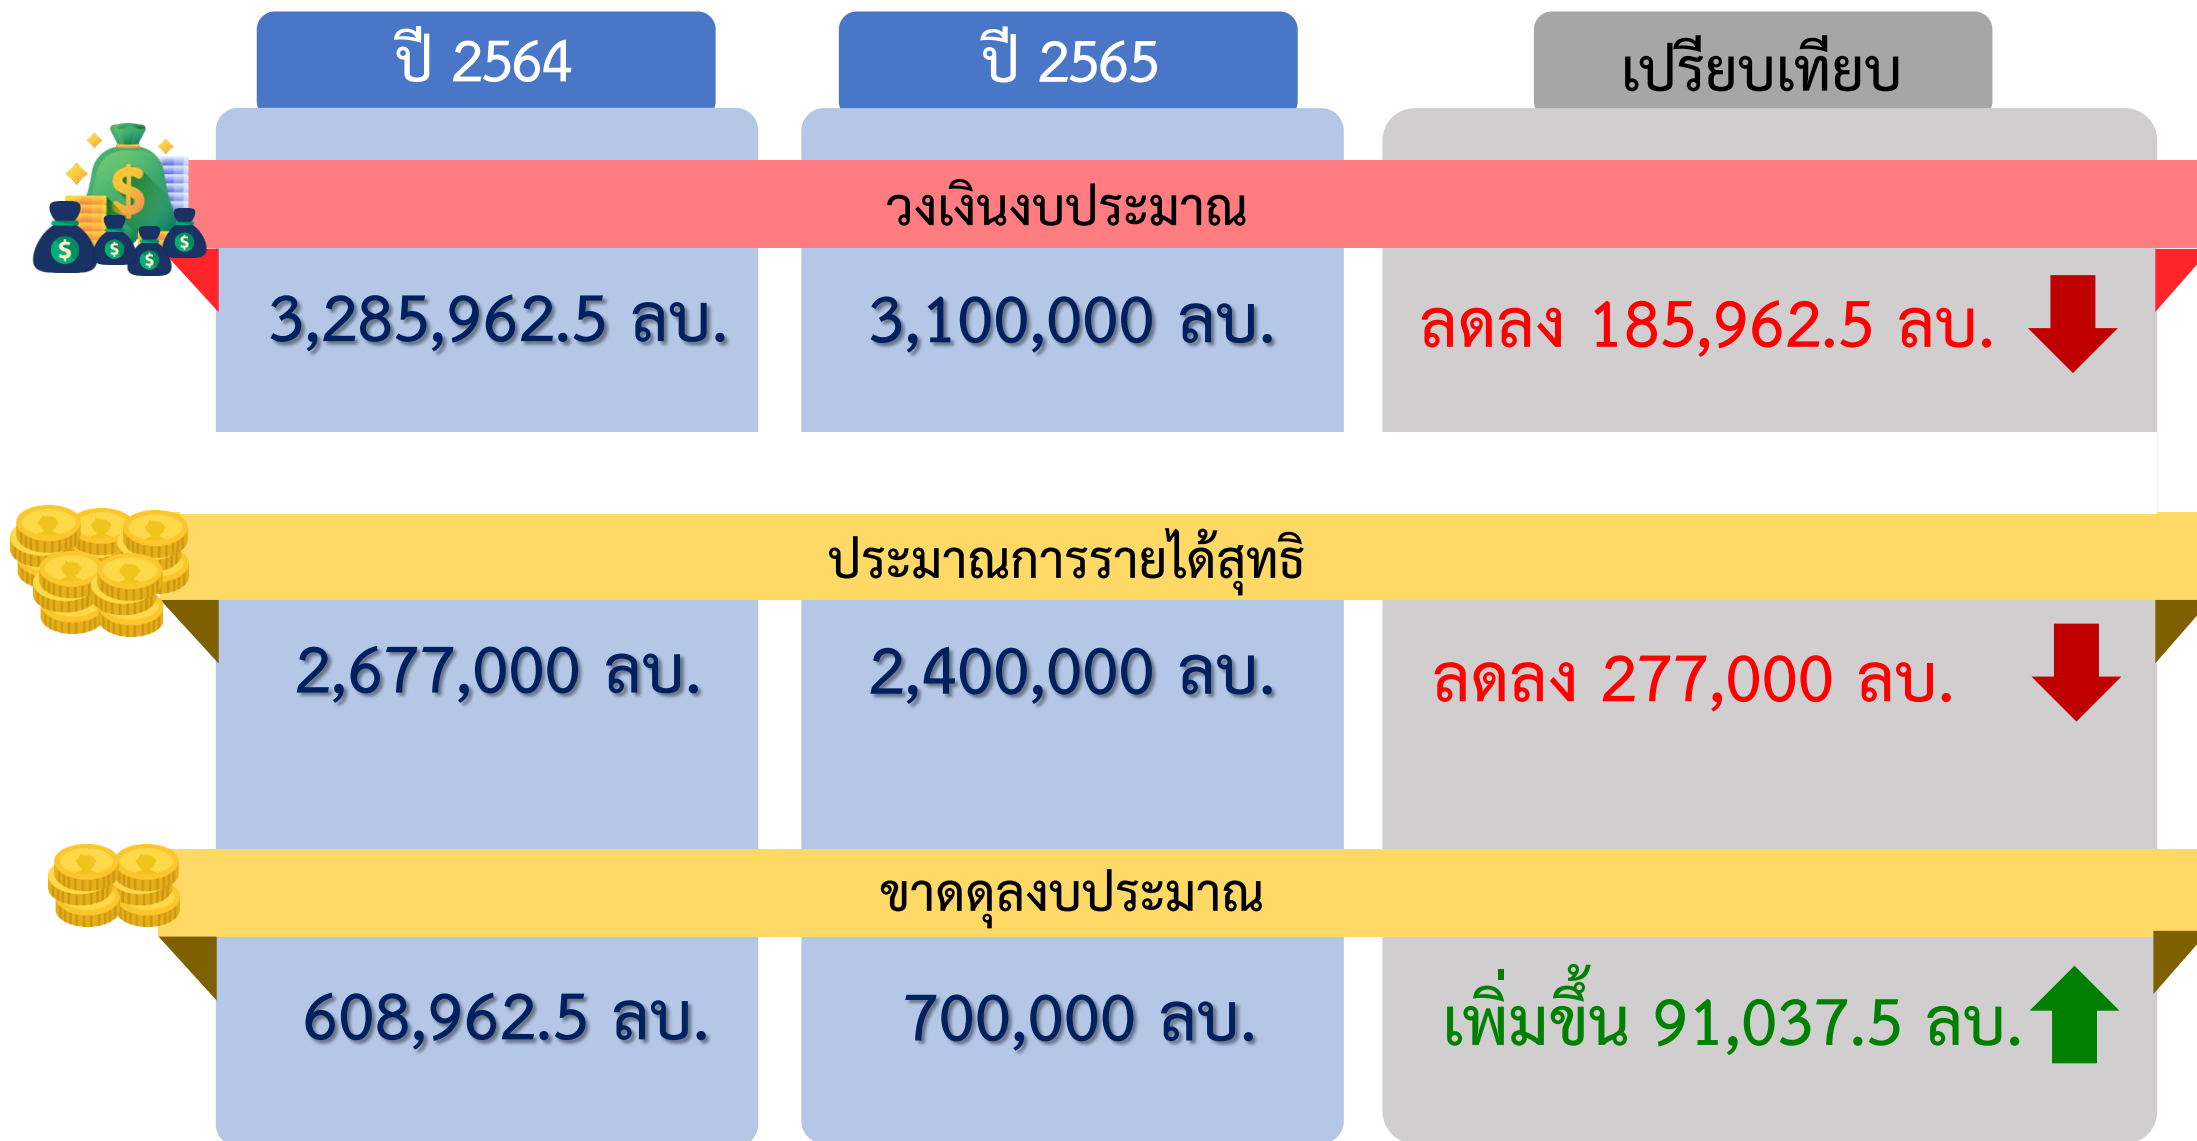 ปี 2564
ปี 2565
เปรียบเทียบ
วงเงินงบประมาณ
3,285,962.5 ลบ.
3,100,000 ลบ.
ลดลง 185,962.5 ลบ.
ประมาณการรายได้สุทธิ
2,677,000 ลบ.
2,400,000 ลบ.
ลดลง 277,000 ลบ.
ขาดดุลงบประมาณ
608,962.5 ลบ.
700,000 ลบ.
เพิ่มขึ้น 91,037.5 ลบ.